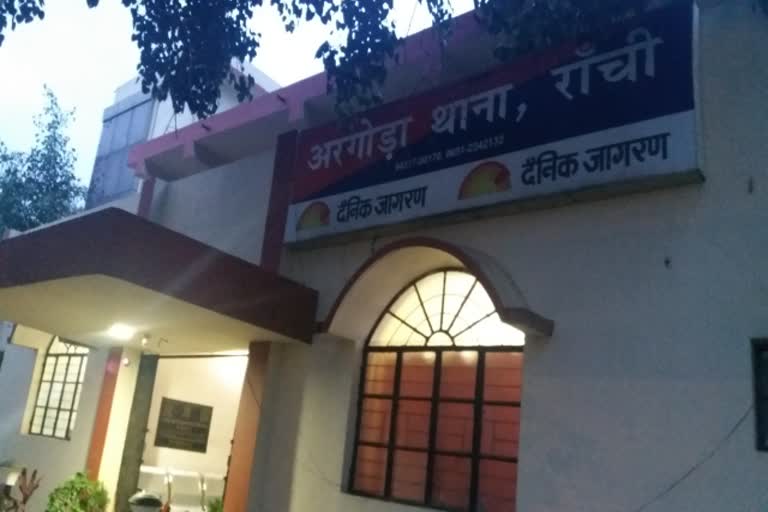 अरगोड़ा थाना, राँची
दैनिक जागरण दैनिक जागरण